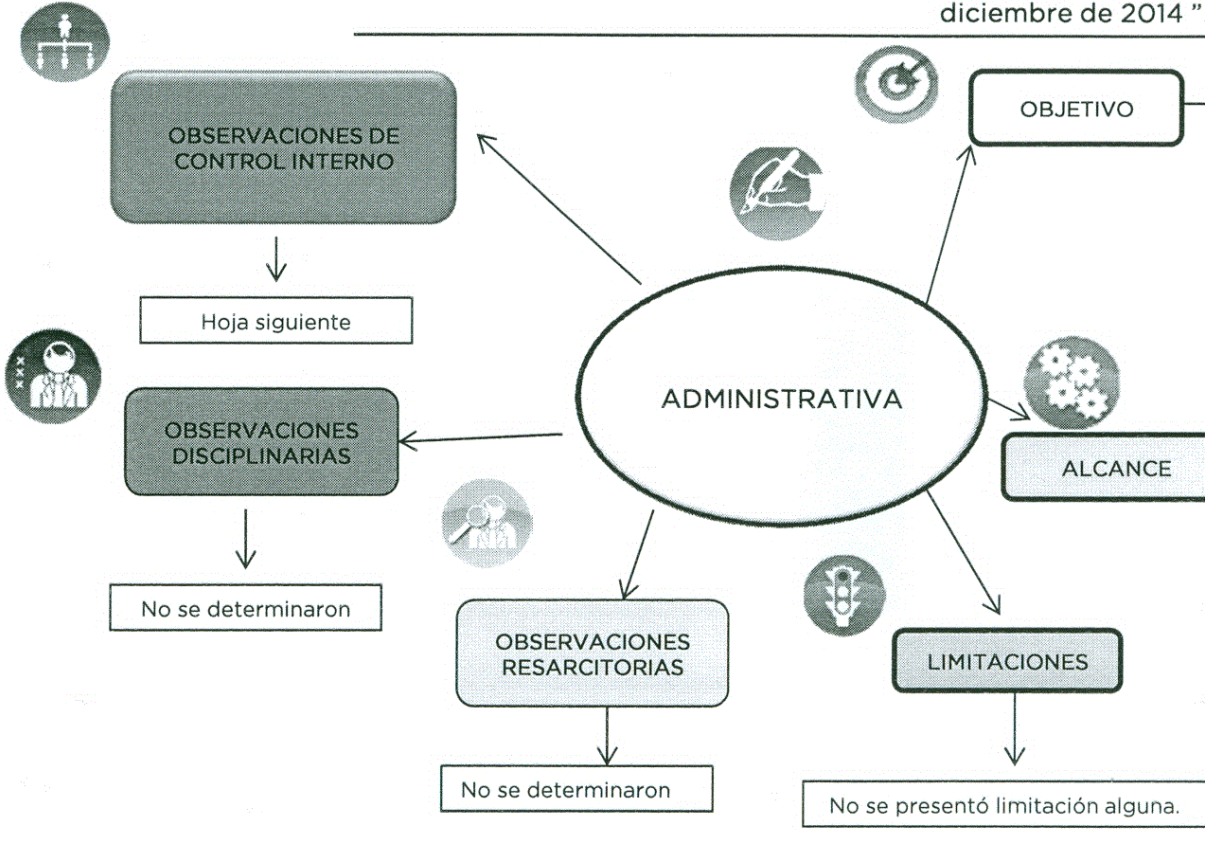 diciembre de 2014 ”
OBJETIVO
OBSERVACIONES DE
CONTROL INTERNO
Hoja siguiente
ADMINISTRATIVA
OBSERVACIONES
DISCIPLINARIAS
ALCANCE
No se determinaron
OBSERVACIONES
RESARCITORIAS
LIMITACIONES
No se determinaron
No se presentó limitación alguna.